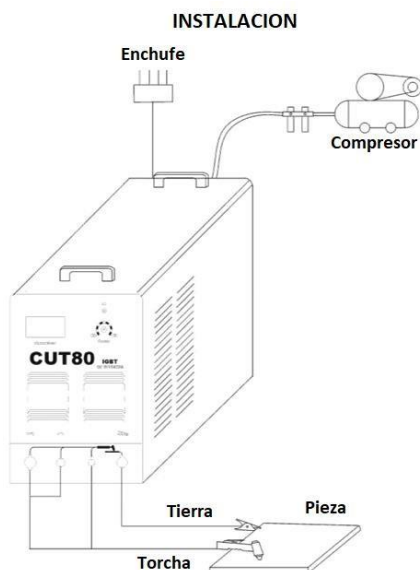 INSTALACION
Enchufe
Compresor
CUT80 IGBT
Tierra
Pieza
Torcha